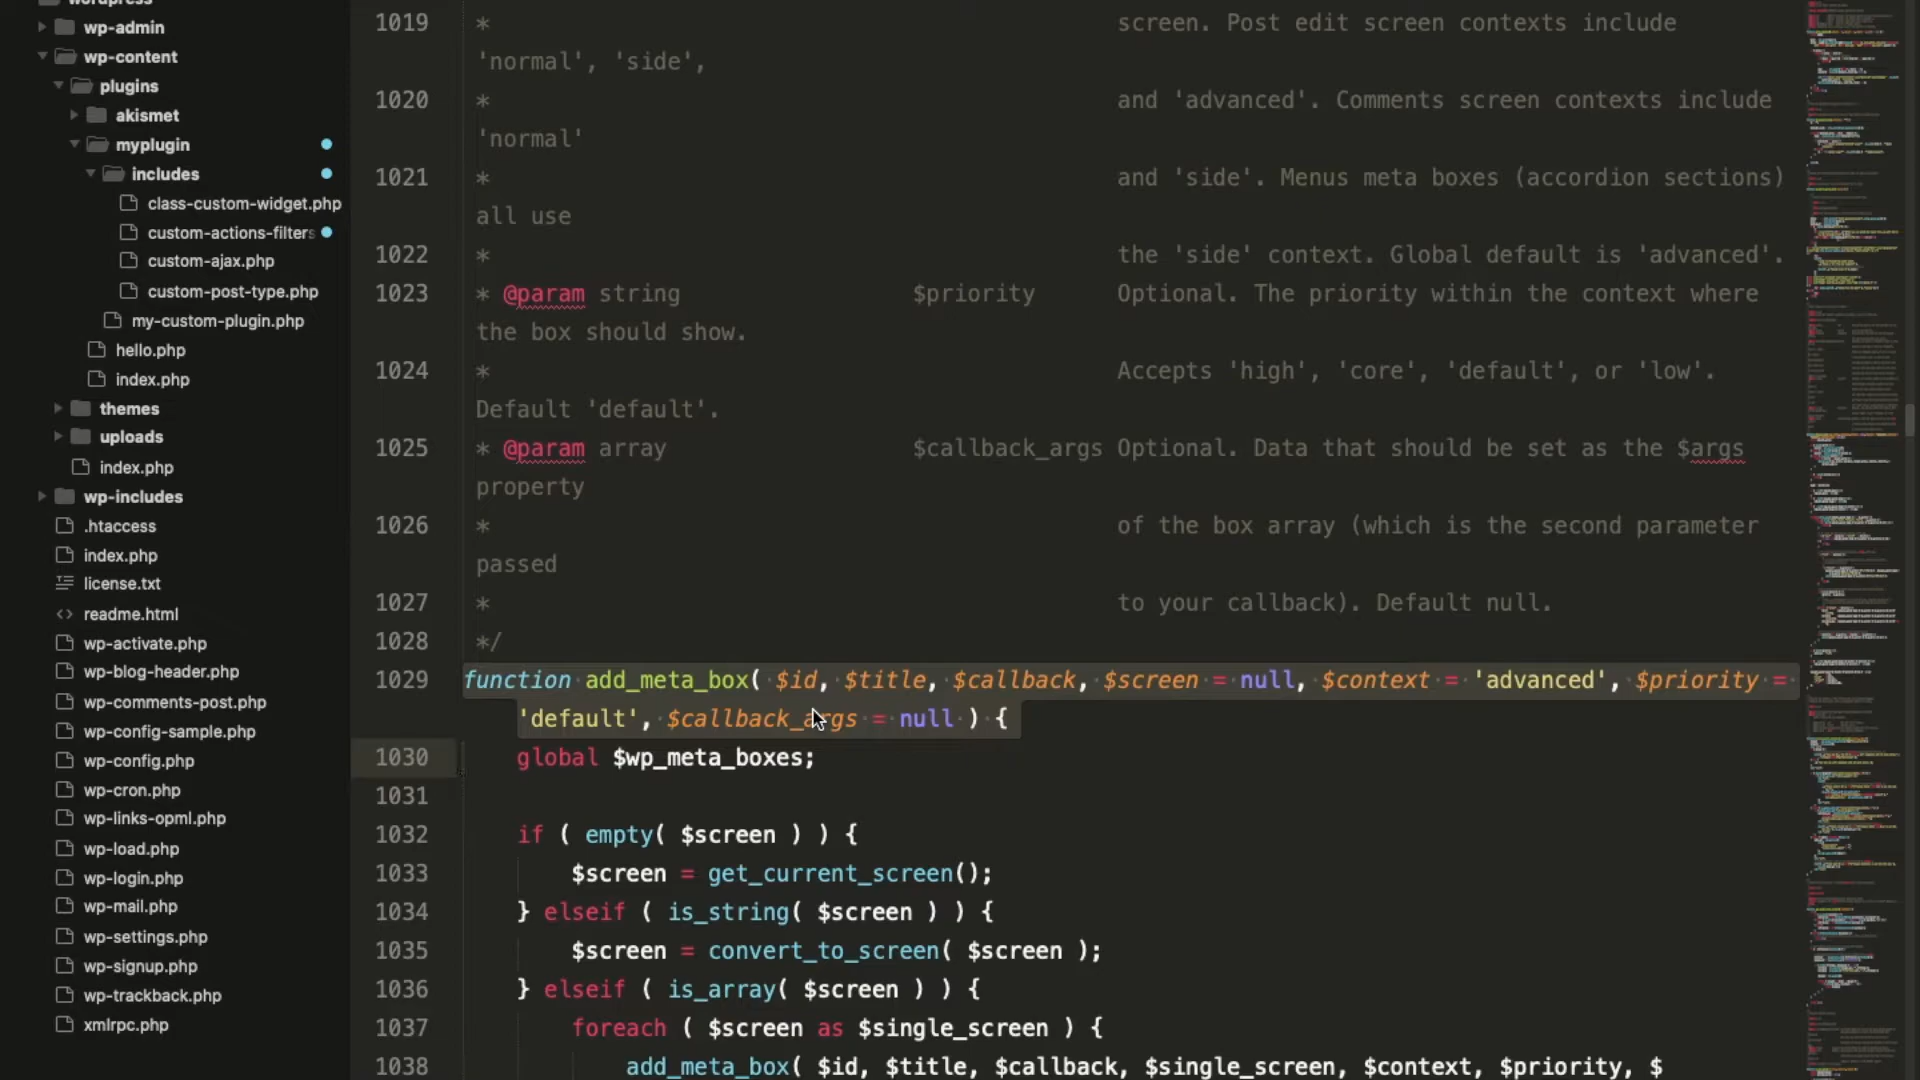 wordpress
wp-admin
wp-content
plugins
akismet
myplugin
includes
class-custom-widget.php
custom-actions-filters
custom-ajax.php
custom-post-type.php
my-custom-plugin.php
hello.php
index.php
themes
uploads
index.php
wp-includes
.htaccess
index.php
license.txt
<> readme.html
wp-activate.php
wp-blog-header.php
wp-comments-post.php
wp-config-sample.php
wp-config.php
wp-cron.php
wp-links-opml.php
wp-load.php
wp-login.php
wp-mail.php
wp-settings.php
wp-signup.php
wp-trackback.php
xmlrpc.php
1019 * screen. Post edit screen contexts include
'normal', 'side',
1020 * and 'advanced'. Comments screen contexts include
'normal'
1021 * and 'side'. Menus meta boxes (accordion sections)
all use
1022 * the 'side' context. Global default is 'advanced'.
1023 * @param string $priority Optional. The priority within the context where
the box should show.
1024 * Accepts 'high', 'core', 'default', or 'low'.
Default 'default'.
1025 * @param array $callback_args Optional. Data that should be set as the $args
property
1026 * of the box array (which is the second parameter
passed
1027 * to your callback). Default null.
1028 */
1029 function add_meta_box( $id, $title, $callback, $screen = null, $context = 'advanced', $priority =
'default', $callback_args = null ) {
1030 global $wp_meta_boxes;
1031
1032 if ( empty( $screen ) ) {
1033 $screen = get_current_screen();
1034 } elseif ( is_string( $screen ) ) {
1035 $screen = convert_to_screen( $screen );
1036 } elseif ( is_array( $screen ) ) {
1037 foreach ( $screen as $single_screen ) {
1038 add_meta_box( $id, $title, $callback, $single_screen, $context, $priority, $